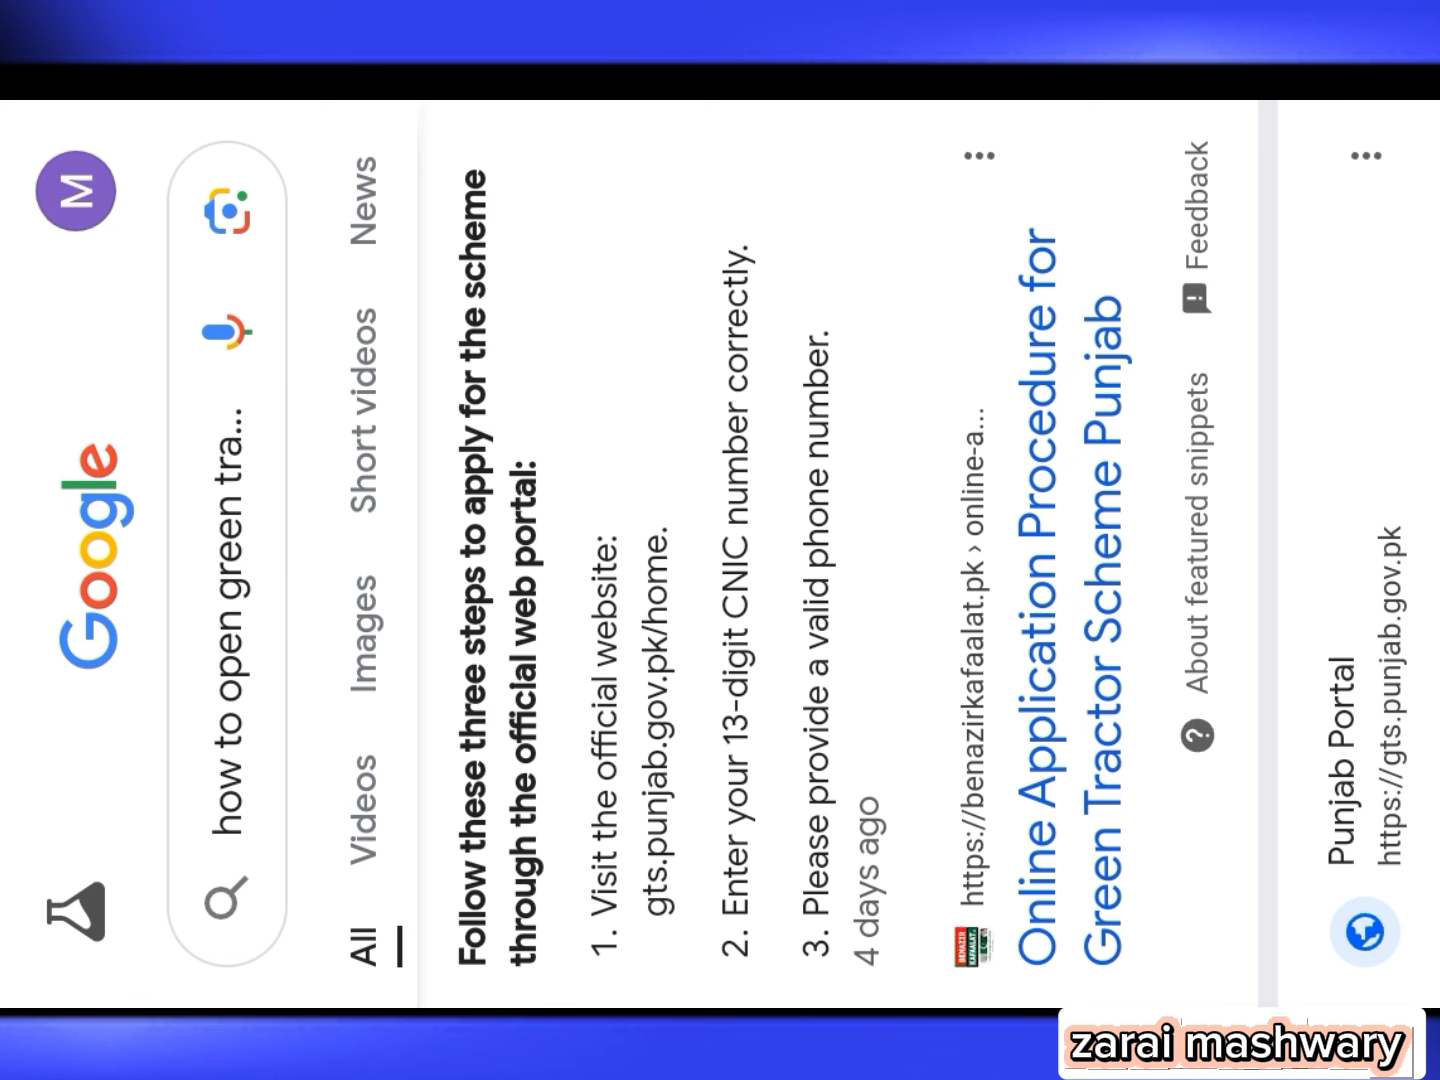 Google
M
how to open green tra...
All Videos Images Short videos News
Follow these three steps to apply for the scheme
through the official web portal:
1. Visit the official website:
gts.punjab.gov.pk/home.
2. Enter your 13-digit CNIC number correctly.
3. Please provide a valid phone number.
4 days ago
BENAZIR
KAFAALAT
https://benazirkafaalat.pk › online-a...
Online Application Procedure for
Green Tractor Scheme Punjab
About featured snippets Feedback
Punjab Portal
https://gts.punjab.gov.pk
zarai mashwary